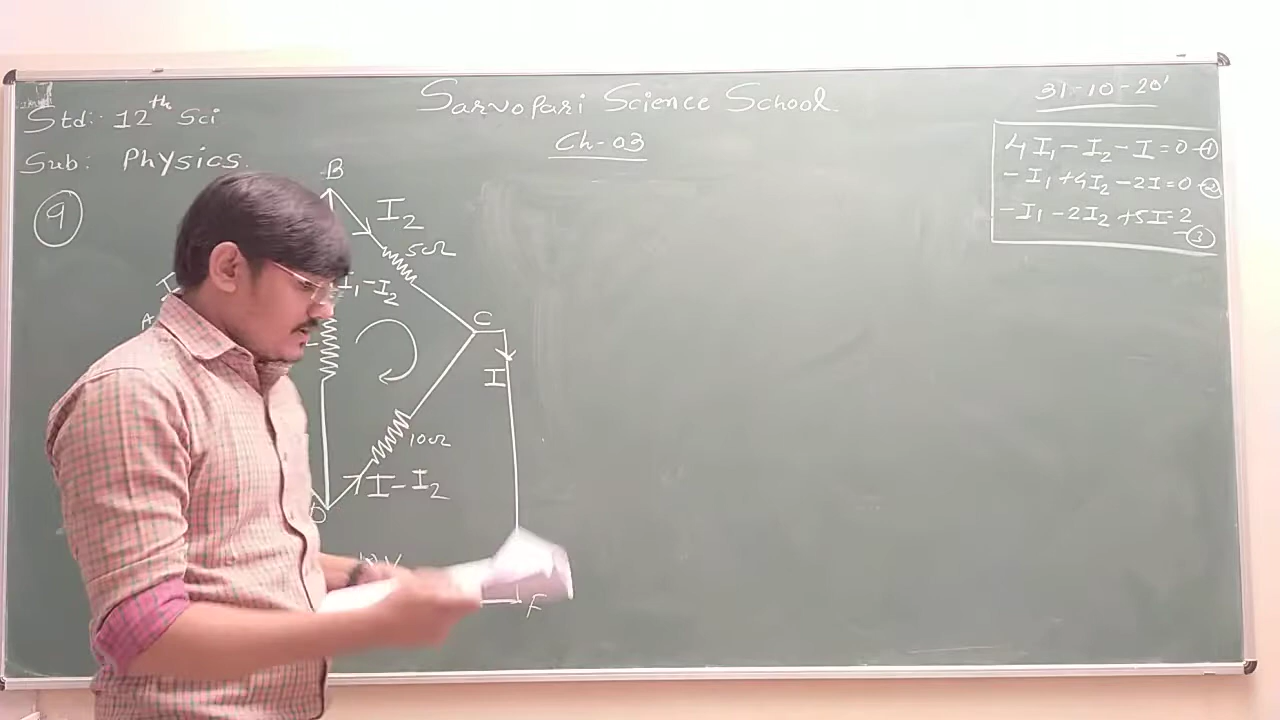 Sarvopari Science School
31-10-20'
Std:- 12th Sci
Ch-03
Sub: Physics.
9
4I₁ - I₂ - I = 0 -①
- I₁ + 4I₂ - 2I = 0 -②
- I₁ - 2I₂ + 5I = 2
-③
B
I₂
5Ω
I₁ - I₂
C
A
I
10Ω
I - I₂
D
10V
F